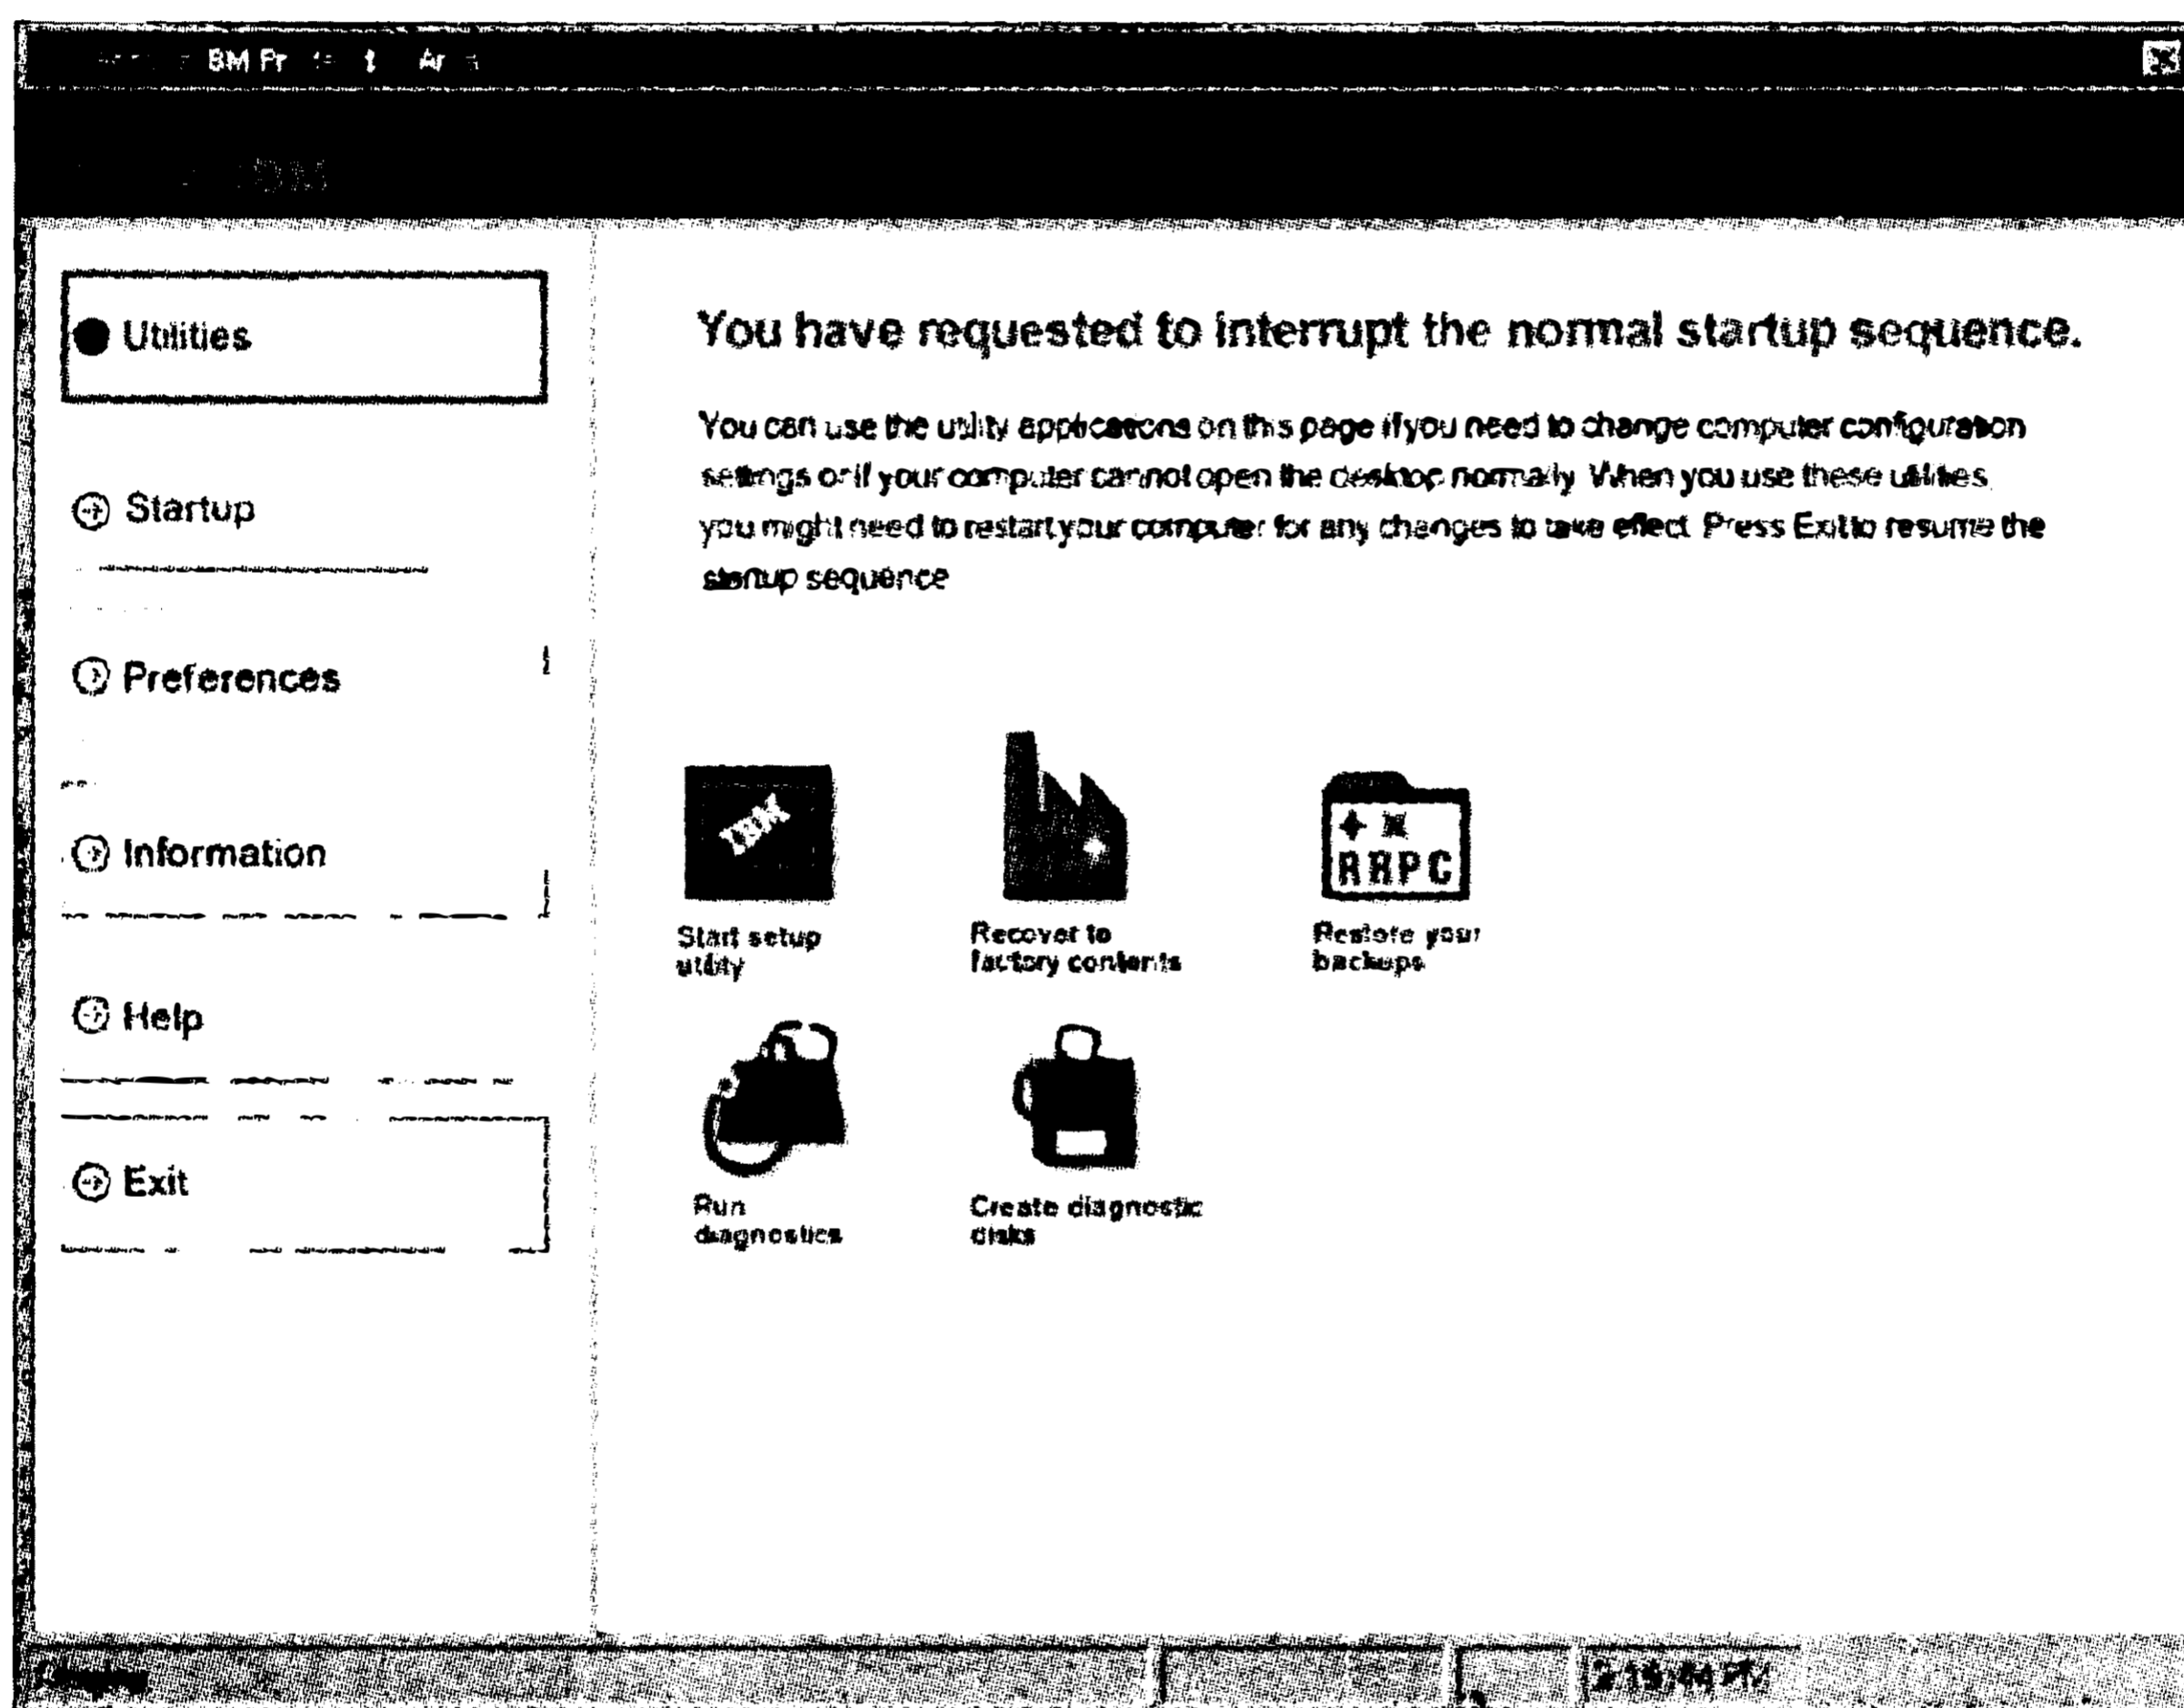 BM Pr
Utilities
Startup
Preferences
Information
Help
Exit
You have requested to interrupt the normal startup sequence.
You can use the utility applications on this page if you need to change computer configuration
settings or if your computer cannot open the desktop normally. When you use these utilities
you might need to restart your computer for any changes to take effect. Press Exit to resume the
startup sequence
IBM
RRPC
Start setup
utility
Recover to
factory contents
Restore your
backups
Run
diagnostics
Create diagnostic
disks